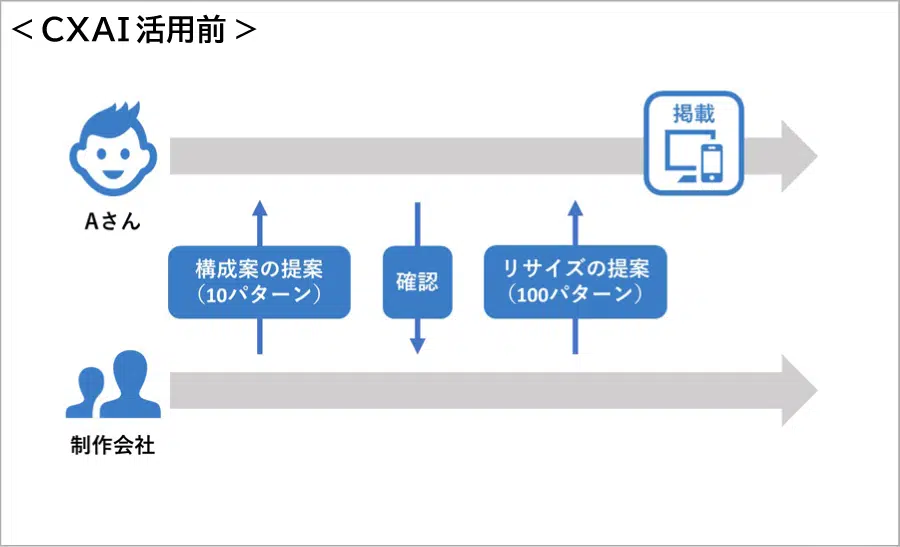 ＜CXAI活用前＞
掲載
Aさん
構成案の提案
（10パターン）
確認
リサイズの提案
（100パターン）
制作会社